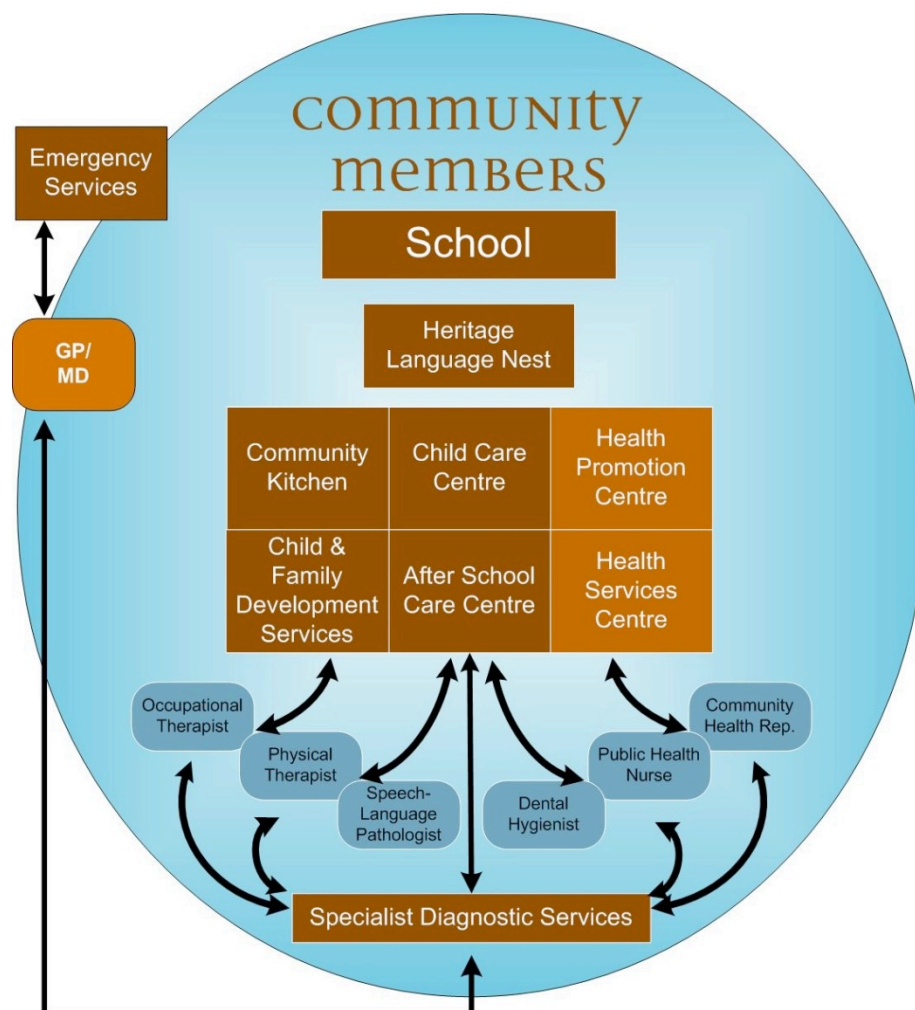 community
members
Emergency
Services
School
GP/
MD
Heritage
Language Nest
Community
Kitchen
Child Care
Centre
Health
Promotion
Centre
Child &
Family
Development
Services
After School
Care Centre
Health
Services
Centre
Occupational
Therapist
Physical
Therapist
Speech-
Language
Pathologist
Dental
Hygienist
Public Health
Nurse
Community
Health Rep.
Specialist Diagnostic Services